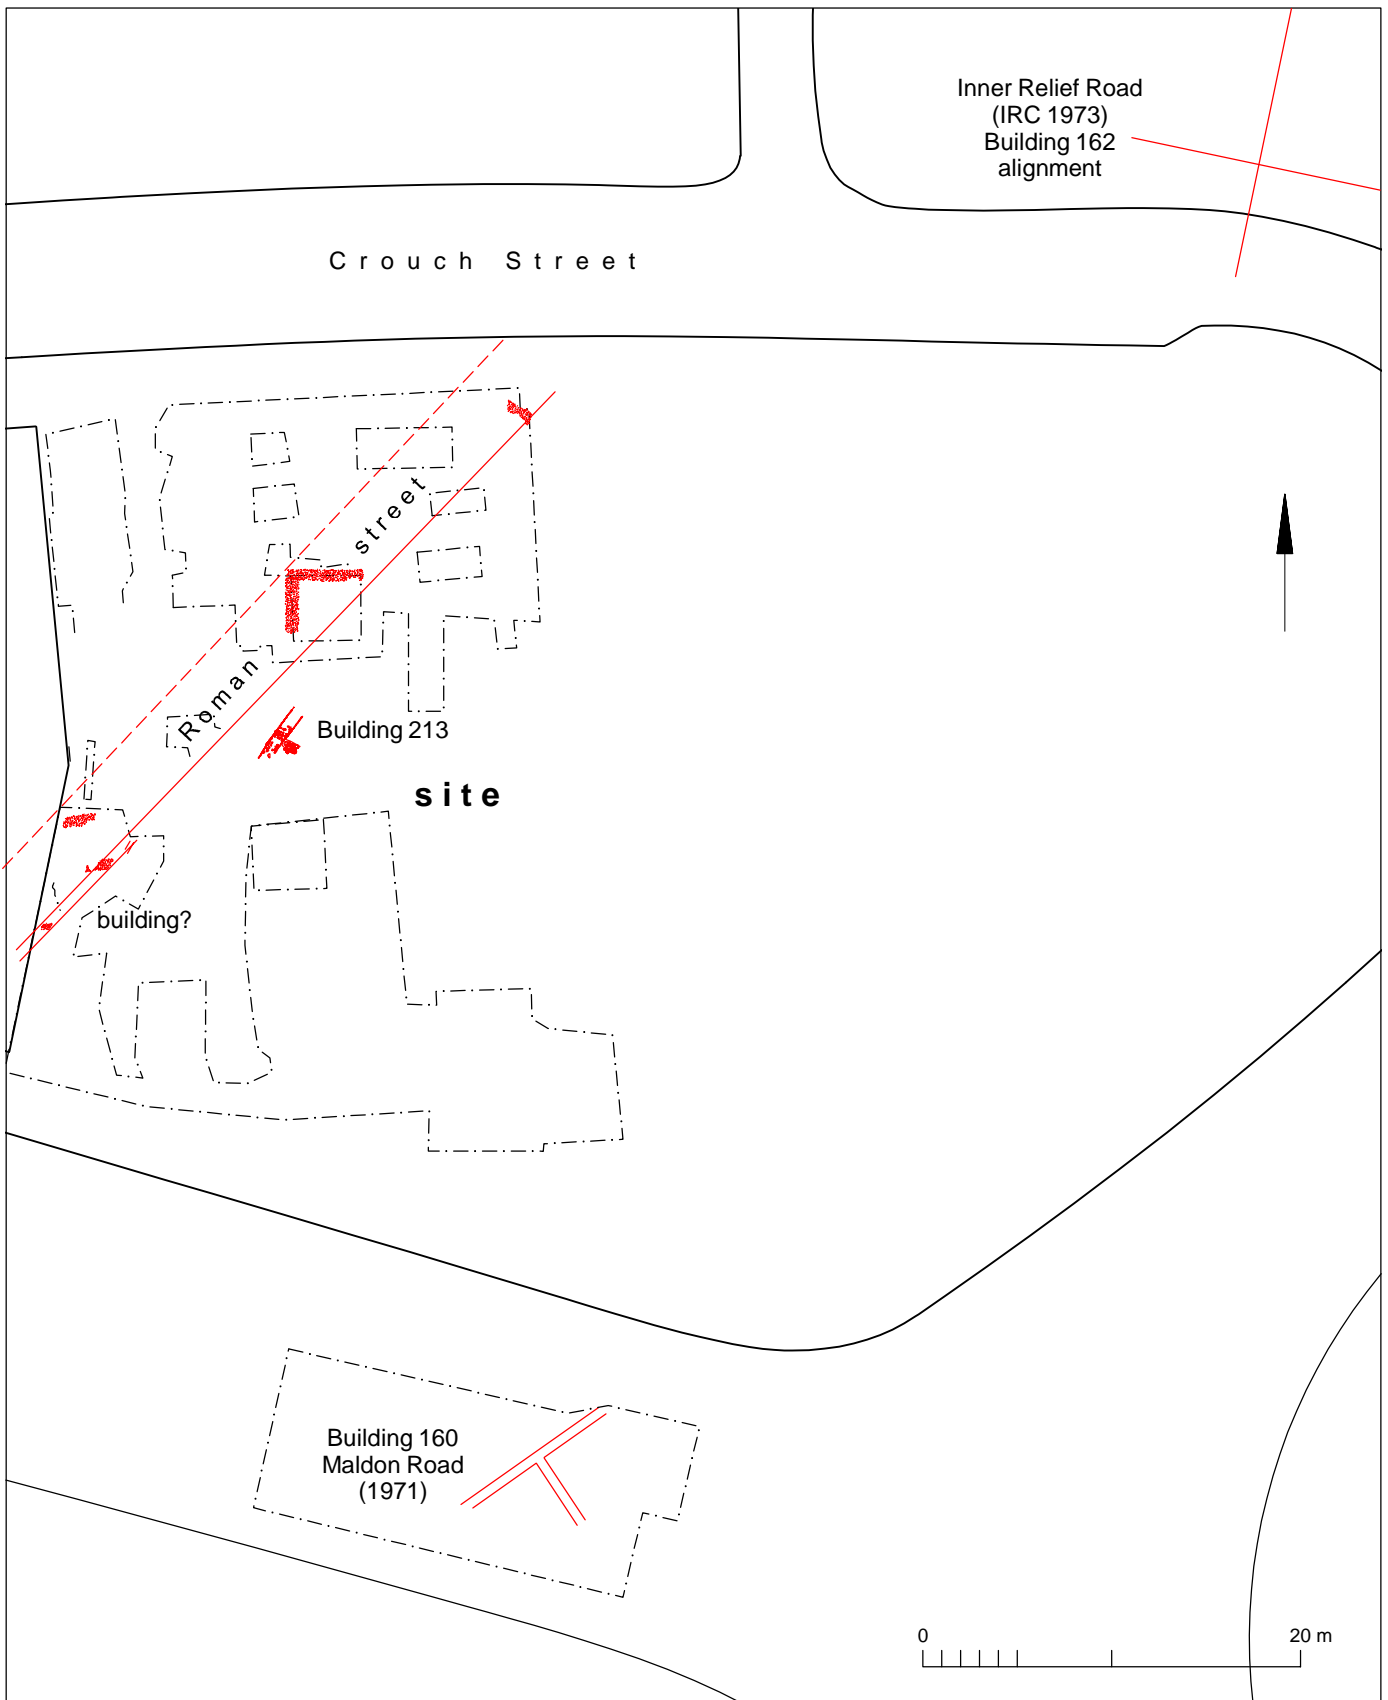 Inner Relief Road
(IRC 1973)
Building 162
alignment
Crouch Street
Roman street
Building 213
site
building?
Building 160
Maldon Road
(1971)
0 20 m